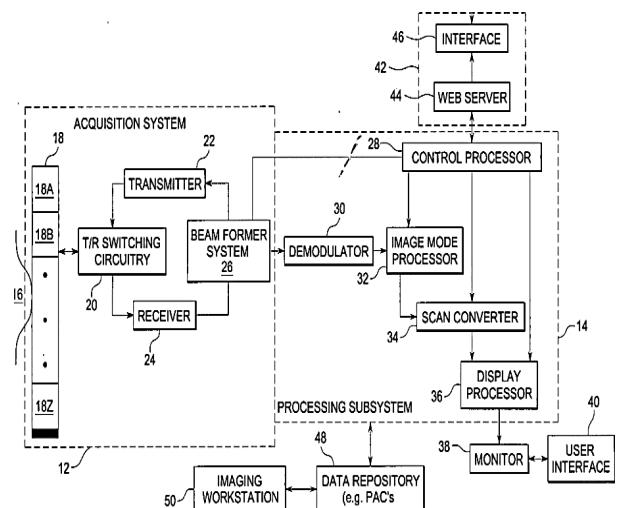 46
INTERFACE
42
44
WEB SERVER
ACQUISITION SYSTEM
18
22
28
CONTROL PROCESSOR
18A
TRANSMITTER
30
18B
T/R SWITCHING
CIRCUITRY
BEAM FORMER
SYSTEM
26
DEMODULATOR
IMAGE MODE
PROCESSOR
32
16
20
RECEIVER
24
SCAN CONVERTER
34
14
DISPLAY
PROCESSOR
36
18Z
PROCESSING SUBSYSTEM
40
12
48
38
MONITOR
USER
INTERFACE
50
IMAGING
WORKSTATION
DATA REPOSITORY
(e.g. PAC's